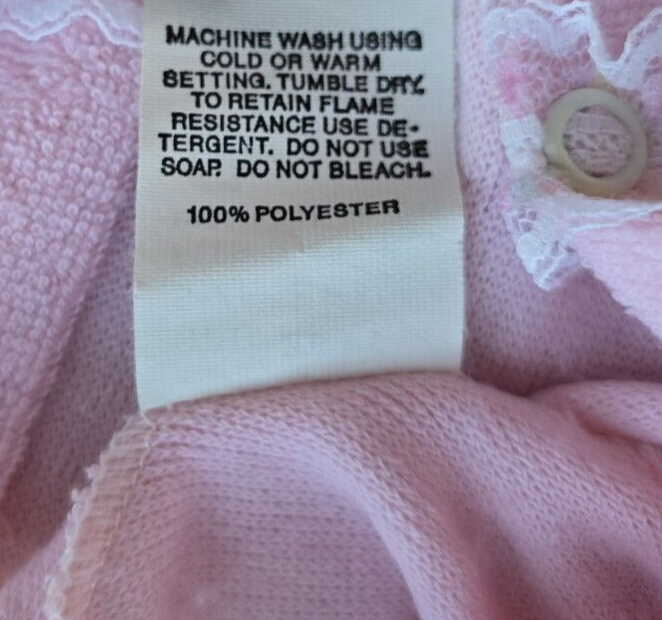 MACHINE WASH USING
COLD OR WARM
SETTING. TUMBLE DRY.
TO RETAIN FLAME
RESISTANCE USE DE-
TERGENT. DO NOT USE
SOAP. DO NOT BLEACH.
100% POLYESTER